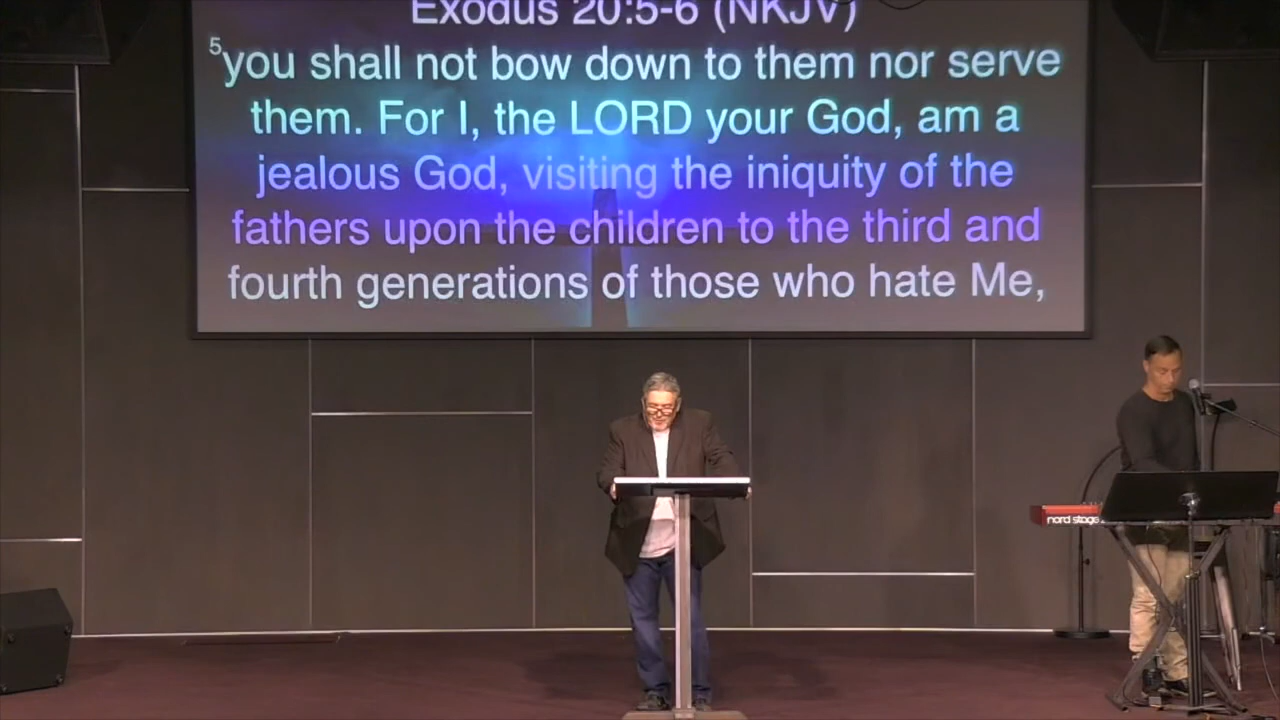 Exodus 20:5-6 (NKJV)
5you shall not bow down to them nor serve
them. For I, the LORD your God, am a
jealous God, visiting the iniquity of the
fathers upon the children to the third and
fourth generations of those who hate Me,
nord stage